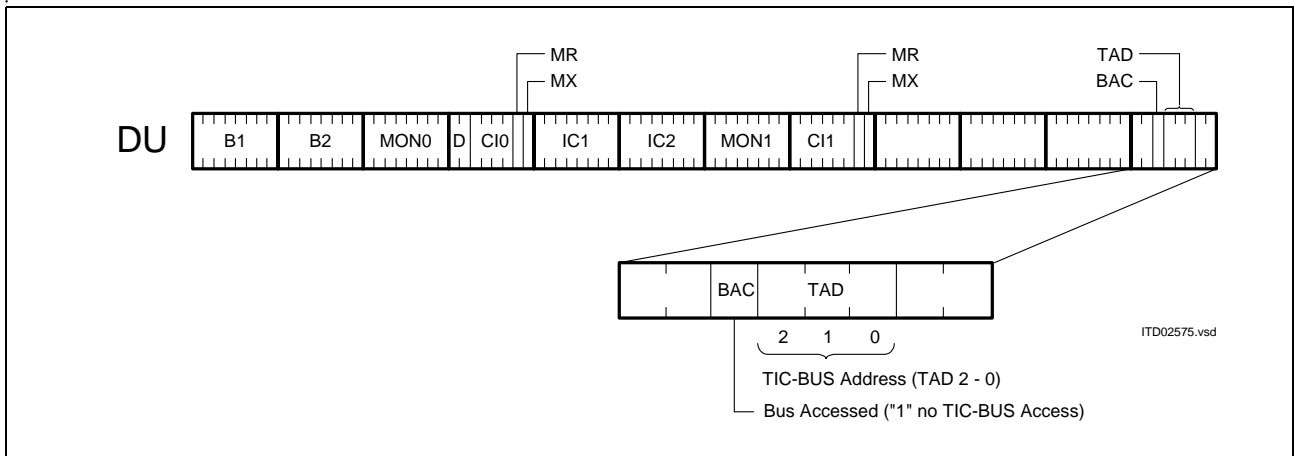 MR
MX
MR
MX
TAD
BAC
DU
B1 B2 MON0 D CI0 IC1 IC2 MON1 CI1
BAC TAD
2 1 0
ITD02575.vsd
TIC-BUS Address (TAD 2 - 0)
Bus Accessed ("1" no TIC-BUS Access)